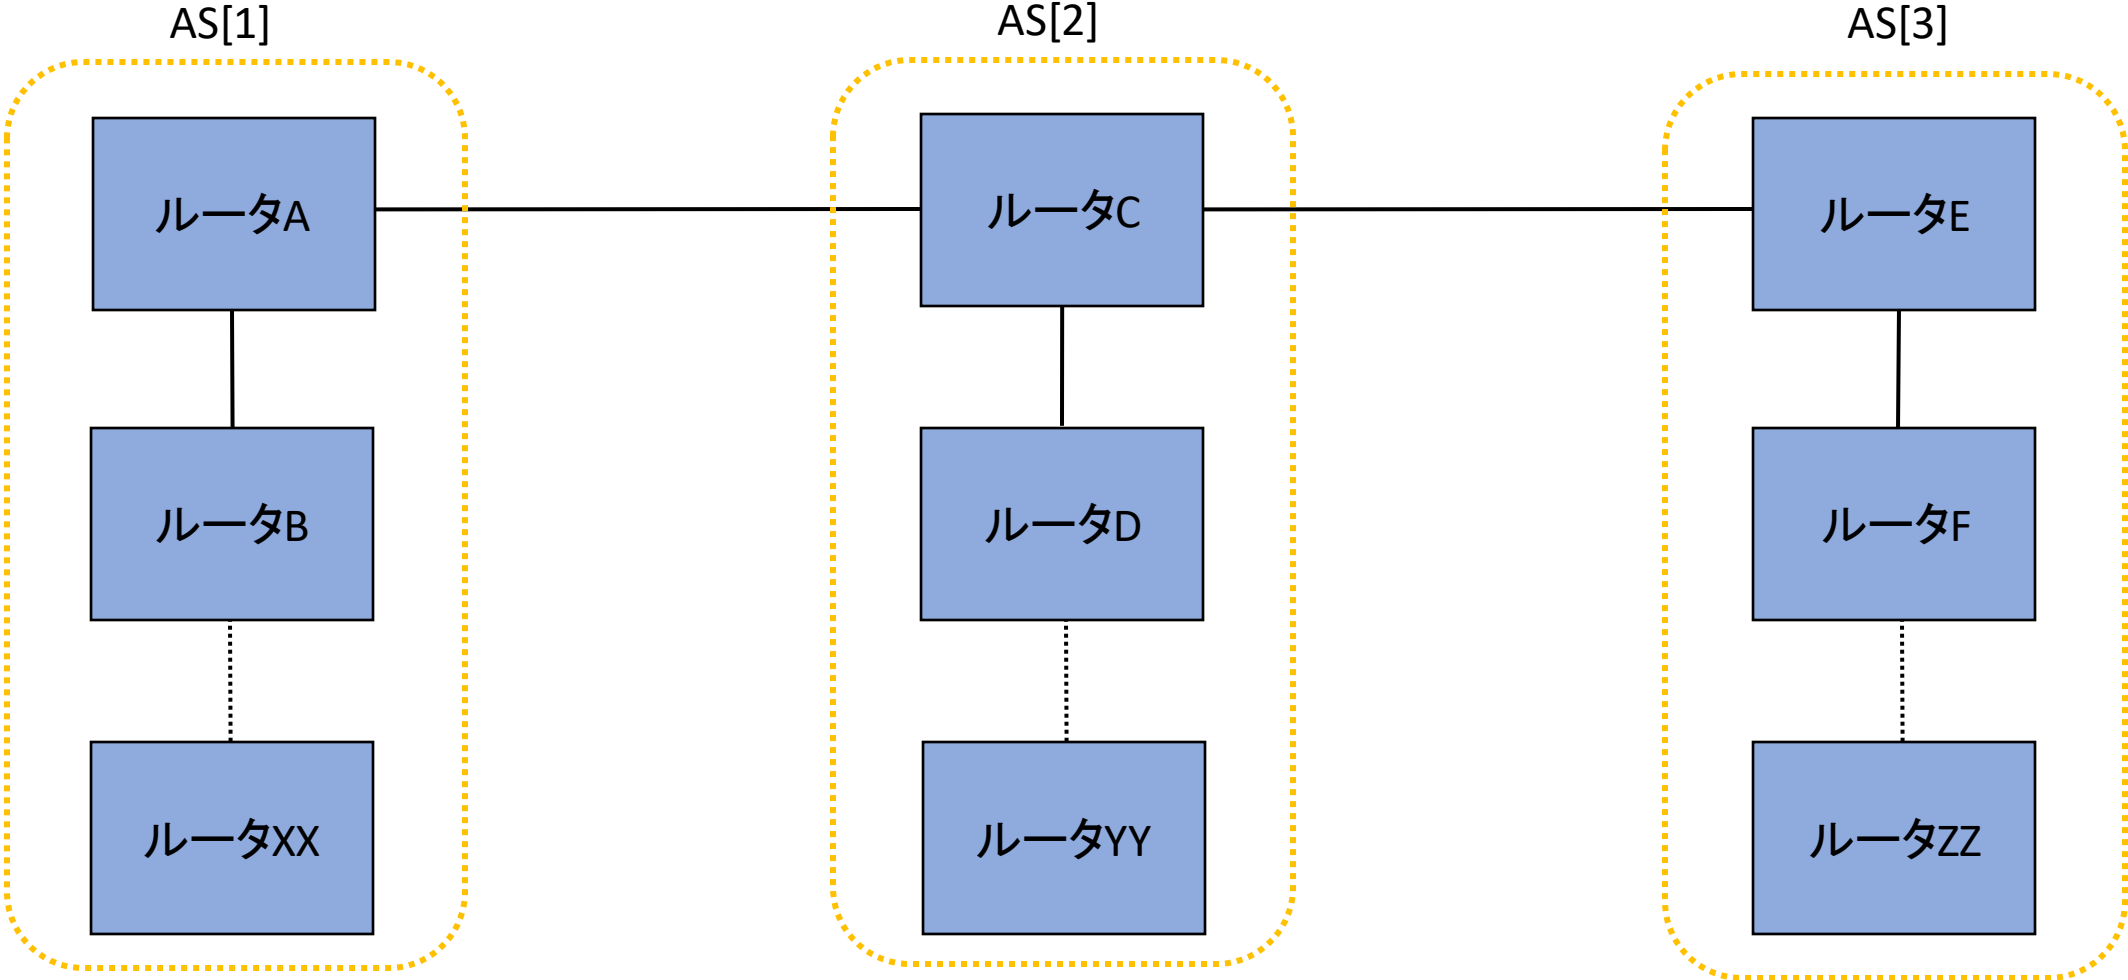 AS[1]
AS[2]
AS[3]
ルータA
ルータC
ルータE
ルータB
ルータD
ルータF
ルータXX
ルータYY
ルータZZ